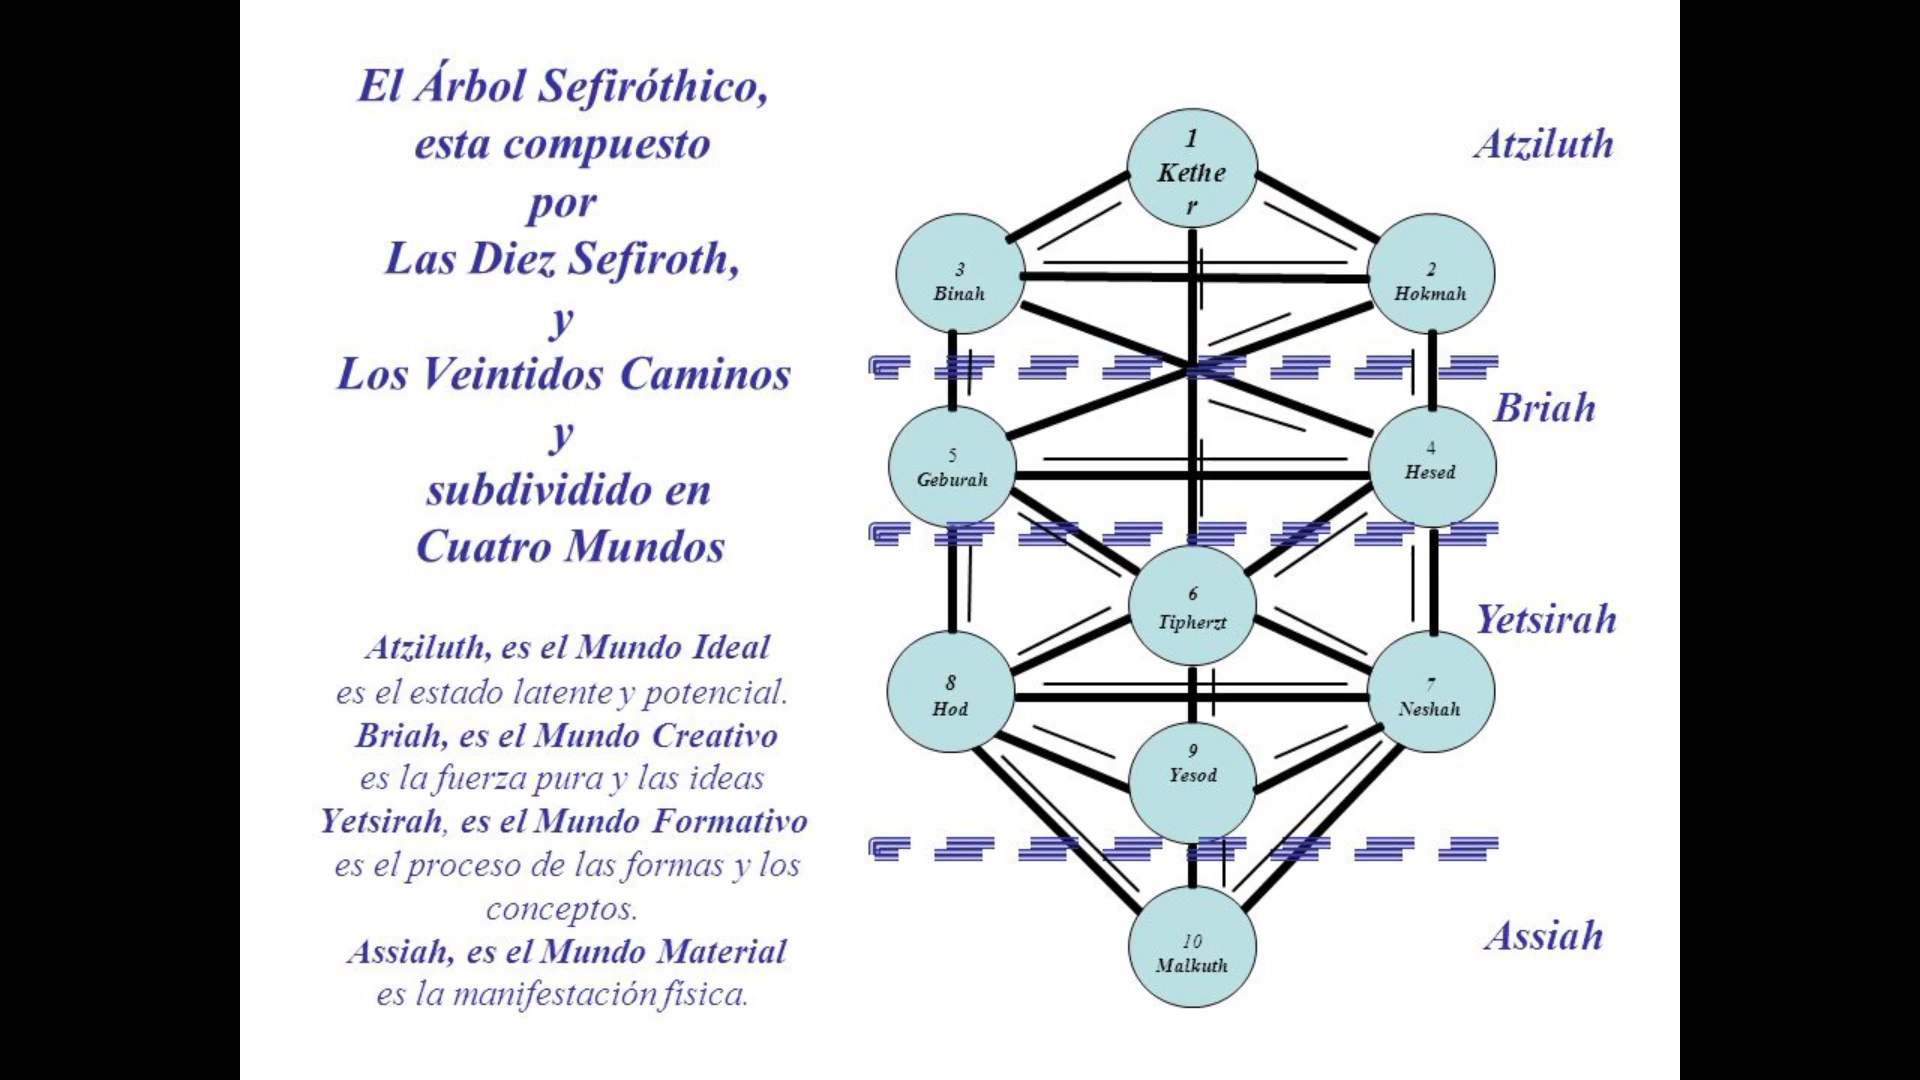 El Árbol Sefiróthico,
esta compuesto
por
Las Diez Sefiroth,
y
Los Veintidos Caminos
y
subdividido en
Cuatro Mundos
Atziluth, es el Mundo Ideal
es el estado latente y potencial.
Briah, es el Mundo Creativo
es la fuerza pura y las ideas
Yetsirah, es el Mundo Formativo
es el proceso de las formas y los
conceptos.
Assiah, es el Mundo Material
es la manifestación física.
1
Kethe
r
Atziluth
3
Binah
2
Hokmah
Briah
5
Geburah
4
Hesed
6
Tipherzt
Yetsirah
8
Hod
7
Neshah
9
Yesod
10
Malkuth
Assiah